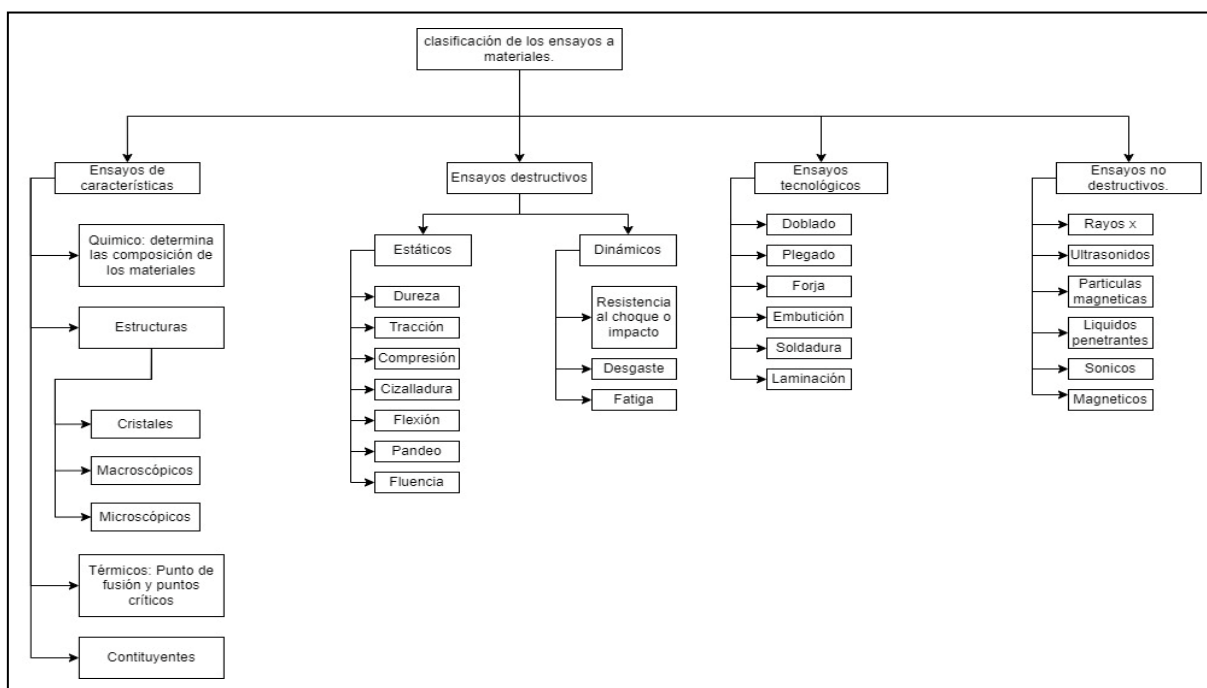 clasificación de los ensayos a
materiales.
Ensayos de
características
Quimico: determina
las composición de
los materiales
Estructuras
Cristales
Macroscópicos
Microscópicos
Térmicos: Punto de
fusión y puntos
críticos
Contituyentes
Ensayos destructivos
Estáticos
Dureza
Tracción
Compresión
Cizalladura
Flexión
Pandeo
Fluencia
Dinámicos
Resistencia
al choque o
impacto
Desgaste
Fatiga
Ensayos
tecnológicos
Doblado
Plegado
Forja
Embutición
Soldadura
Laminación
Ensayos no
destructivos.
Rayos x
Ultrasonidos
Particulas
magneticas
Liquidos
penetrantes
Sonicos
Magneticos